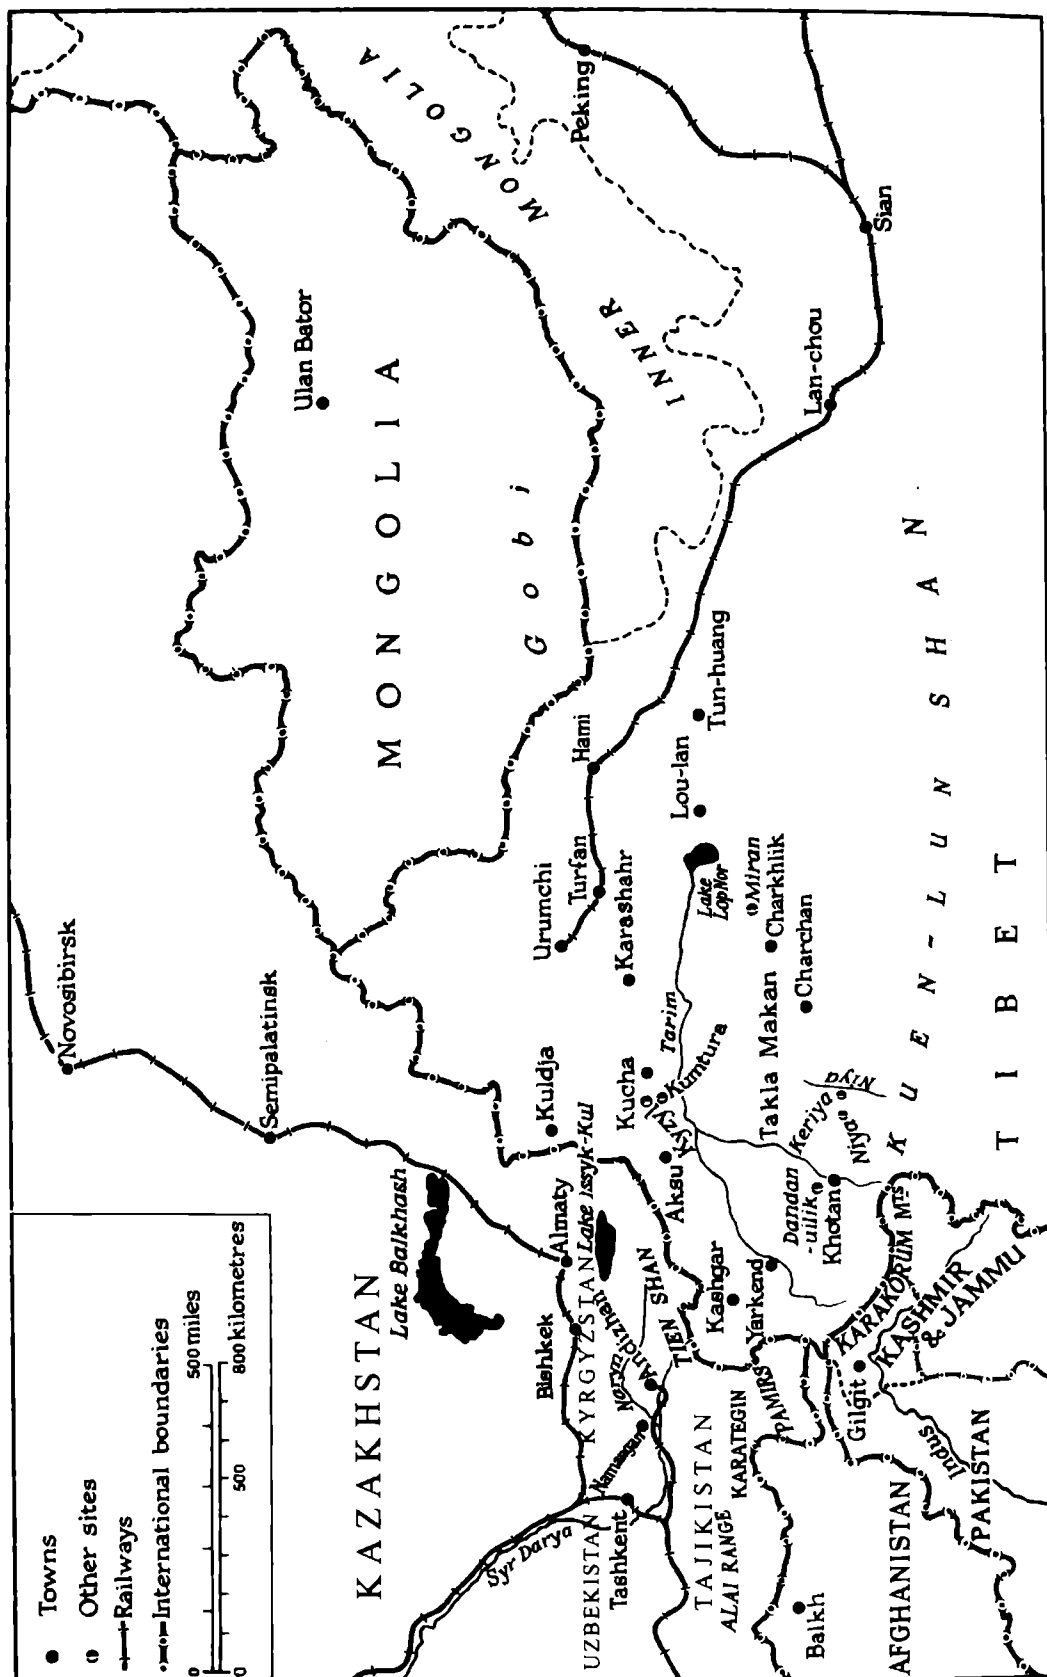 Towns
Other sites
Railways
International boundaries
0 500 miles
0 500 800 kilometres
Novosibirsk
Semipalatinsk
KAZAKHSTAN
Lake Balkhash
MONGOLIA
Ulan Bator
Gobi
INNER MONGOLIA
Peking
Sian
Lan-chou
Tun-huang
Hami
Lou-lan
Turfan
Urumchi
Karashahr
Lake
Lop Nor
Miran
Charkhlik
Charchan
Takla Makan
Tarim
Kuldja
Kucha
Kyzyl
Kumtura
Aksu
Almaty
Lake Issyk-Kul
Bishkek
KYRGYZSTAN
Naryn
Andizhan
Namangan
TIEN SHAN
Kashgar
Yarkend
Keriya
Niya
Niya
Dandan
-uilik
Khotan
KUEN-LUN SHAN
TIBET
KARAKORUM Mts
KASHMIR
& JAMMU
Gilgit
PAMIRS
KARATEGIN
TAJIKISTAN
ALAI RANGE
Syr Darya
UZBEKISTAN
Tashkent
Balkh
AFGHANISTAN
PAKISTAN
Indus